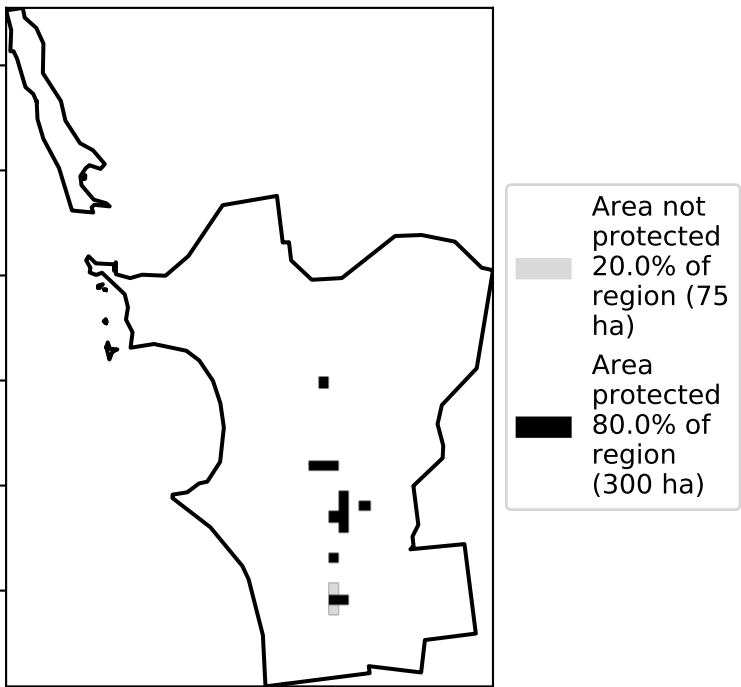 Area not
protected
20.0% of
region (75
ha)
Area
protected
80.0% of
region
(300 ha)